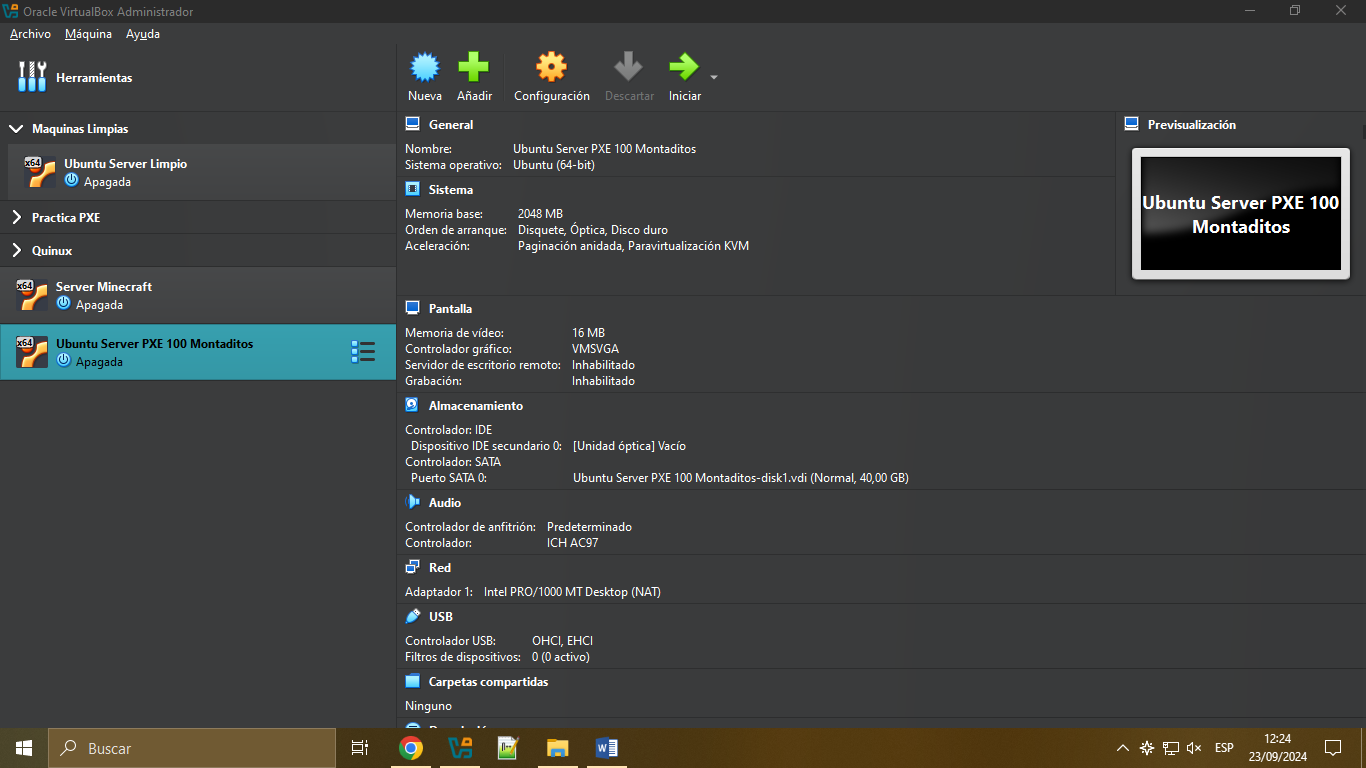 Oracle VirtualBox Administrador
Archivo Máquina Ayuda
Herramientas
Nueva Añadir Configuración Descartar Iniciar
Maquinas Limpias
x64
Ubuntu Server Limpio
Apagada
Practica PXE
Quinux
x64
Server Minecraft
Apagada
x64
Ubuntu Server PXE 100 Montaditos
Apagada
General
Nombre: Ubuntu Server PXE 100 Montaditos
Sistema operativo: Ubuntu (64-bit)
Sistema
Memoria base: 2048 MB
Orden de arranque: Disquete, Óptica, Disco duro
Aceleración: Paginación anidada, Paravirtualización KVM
Previsualización
Ubuntu Server PXE 100
Montaditos
Pantalla
Memoria de vídeo: 16 MB
Controlador gráfico: VMSVGA
Servidor de escritorio remoto: Inhabilitado
Grabación: Inhabilitado
Almacenamiento
Controlador: IDE
Dispositivo IDE secundario 0: [Unidad óptica] Vacío
Controlador: SATA
Puerto SATA 0: Ubuntu Server PXE 100 Montaditos-disk1.vdi (Normal, 40,00 GB)
Audio
Controlador de anfitrión: Predeterminado
Controlador: ICH AC97
Red
Adaptador 1: Intel PRO/1000 MT Desktop (NAT)
USB
Controlador USB: OHCI, EHCI
Filtros de dispositivos: 0 (0 activo)
Carpetas compartidas
Ninguno
Buscar
ESP
12:24
23/09/2024